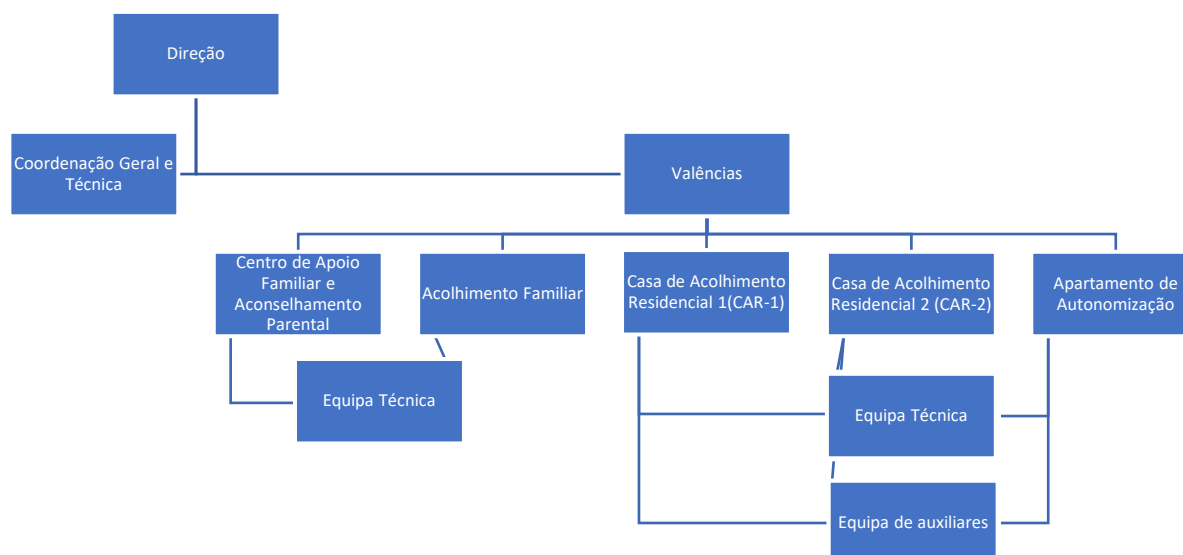 Direção
Coordenação Geral e
Técnica
Valências
Centro de Apoio
Familiar e
Aconselhamento
Parental
Acolhimento Familiar
Casa de Acolhimento
Residencial 1(CAR-1)
Casa de Acolhimento
Residencial 2 (CAR-2)
Apartamento de
Autonomização
Equipa Técnica
Equipa Técnica
Equipa de auxiliares